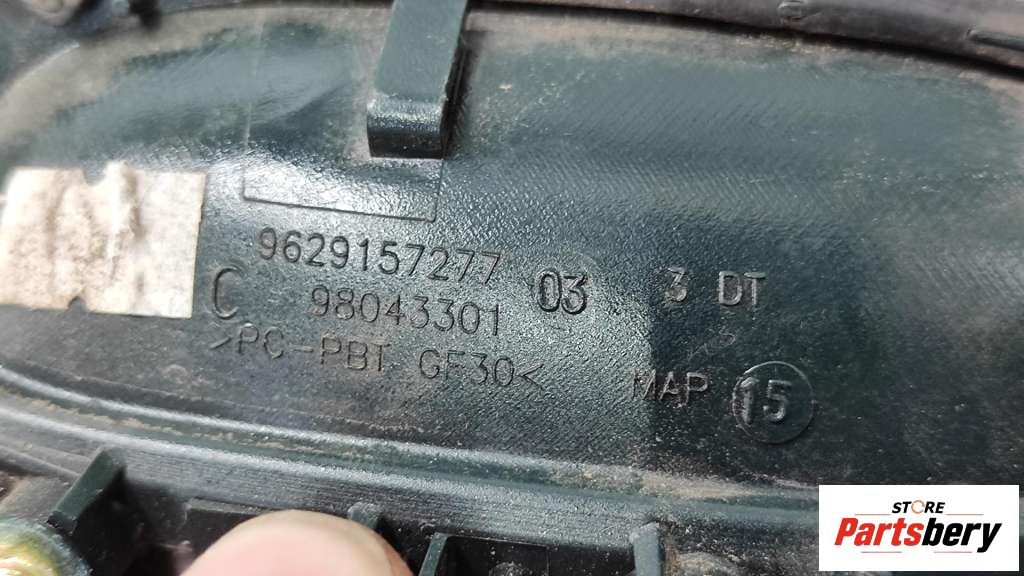 9629157277 03 3 DT
C 98043301
>PC-PBT GF30< MAP 15
STORE
Partsbery